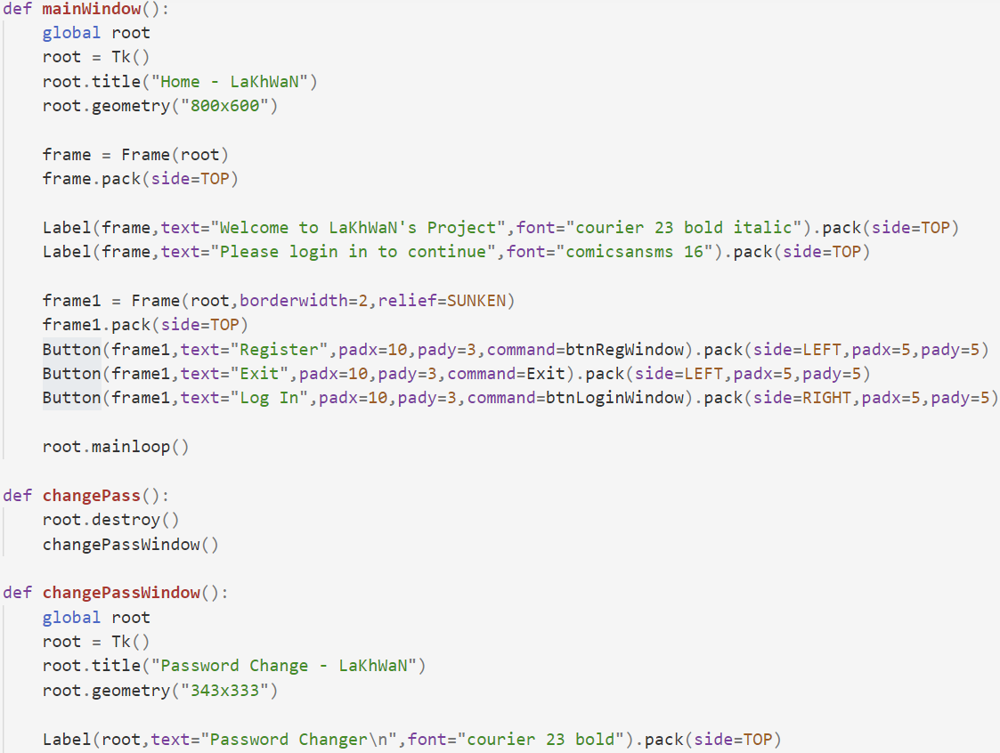 def mainWindow():
    global root
    root = Tk()
    root.title("Home - LaKhWaN")
    root.geometry("800x600")

    frame = Frame(root)
    frame.pack(side=TOP)

    Label(frame,text="Welcome to LaKhWaN's Project",font="courier 23 bold italic").pack(side=TOP)
    Label(frame,text="Please login in to continue",font="comicsansms 16").pack(side=TOP)

    frame1 = Frame(root,borderwidth=2,relief=SUNKEN)
    frame1.pack(side=TOP)
    Button(frame1,text="Register",padx=10,pady=3,command=btnRegWindow).pack(side=LEFT,padx=5,pady=5)
    Button(frame1,text="Exit",padx=10,pady=3,command=Exit).pack(side=LEFT,padx=5,pady=5)
    Button(frame1,text="Log In",padx=10,pady=3,command=btnLoginWindow).pack(side=RIGHT,padx=5,pady=5)

    root.mainloop()

def changePass():
    root.destroy()
    changePassWindow()

def changePassWindow():
    global root
    root = Tk()
    root.title("Password Change - LaKhWaN")
    root.geometry("343x333")

    Label(root,text="Password Changer\n",font="courier 23 bold").pack(side=TOP)